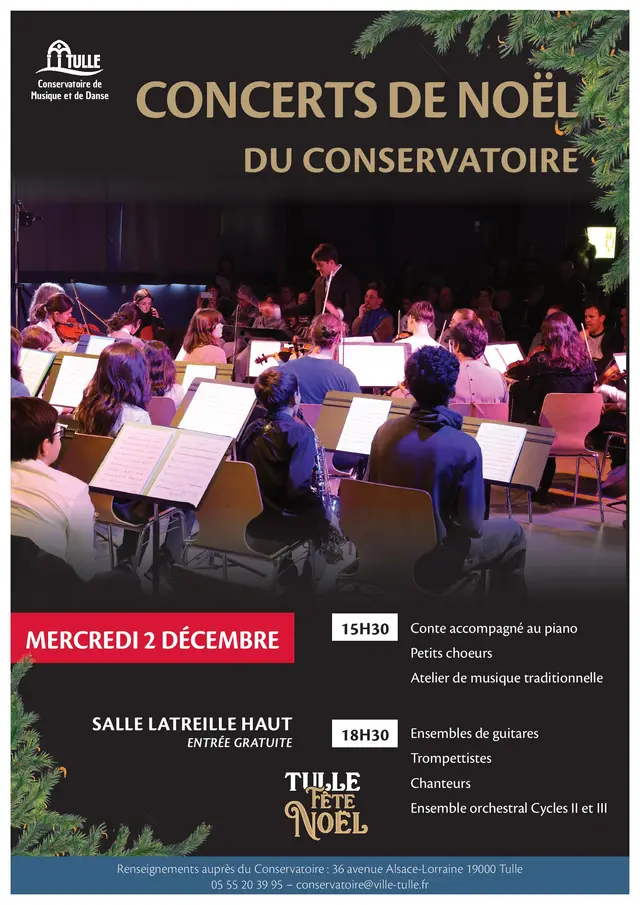 TULLE
Conservatoire de
Musique et de Danse
CONCERTS DE NOËL
DU CONSERVATOIRE
MERCREDI 2 DÉCEMBRE
SALLE LATREILLE HAUT
ENTRÉE GRATUITE
15H30
Conte accompagné au piano
Petits choeurs
Atelier de musique traditionnelle
18H30
Ensembles de guitares
Trompettistes
Chanteurs
Ensemble orchestral Cycles II et III
TULLE
FÊTE
NOËL
Renseignements auprès du Conservatoire : 36 avenue Alsace-Lorraine 19000 Tulle
05 55 20 39 95 – conservatoire@ville-tulle.fr